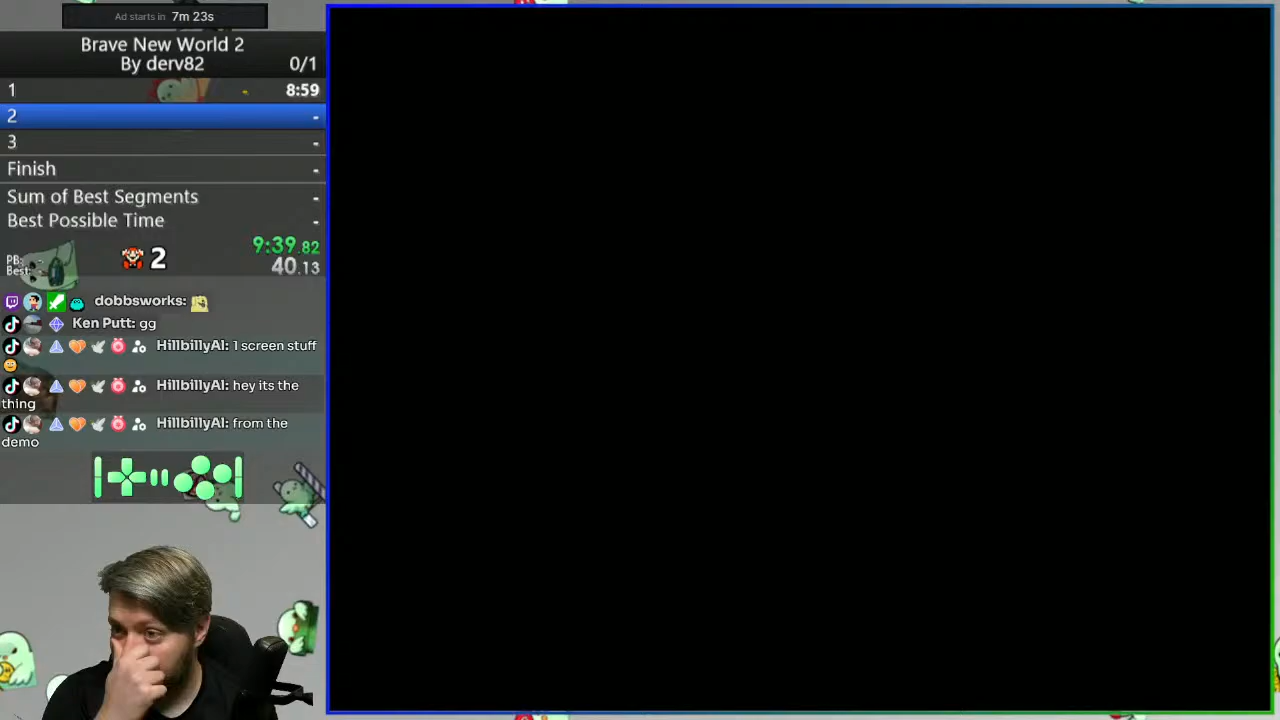 Ad starts in 7m 23s
Brave New World 2
By derv82 0/1
1 8:59
2 -
3 -
Finish -
Sum of Best Segments -
Best Possible Time -
9:39.82
PB: 2
Best: 40.13
dobbsworks:
Ken Putt: gg
HillbillyAl: 1 screen stuff
HillbillyAl: hey its the
thing
HillbillyAl: from the
demo